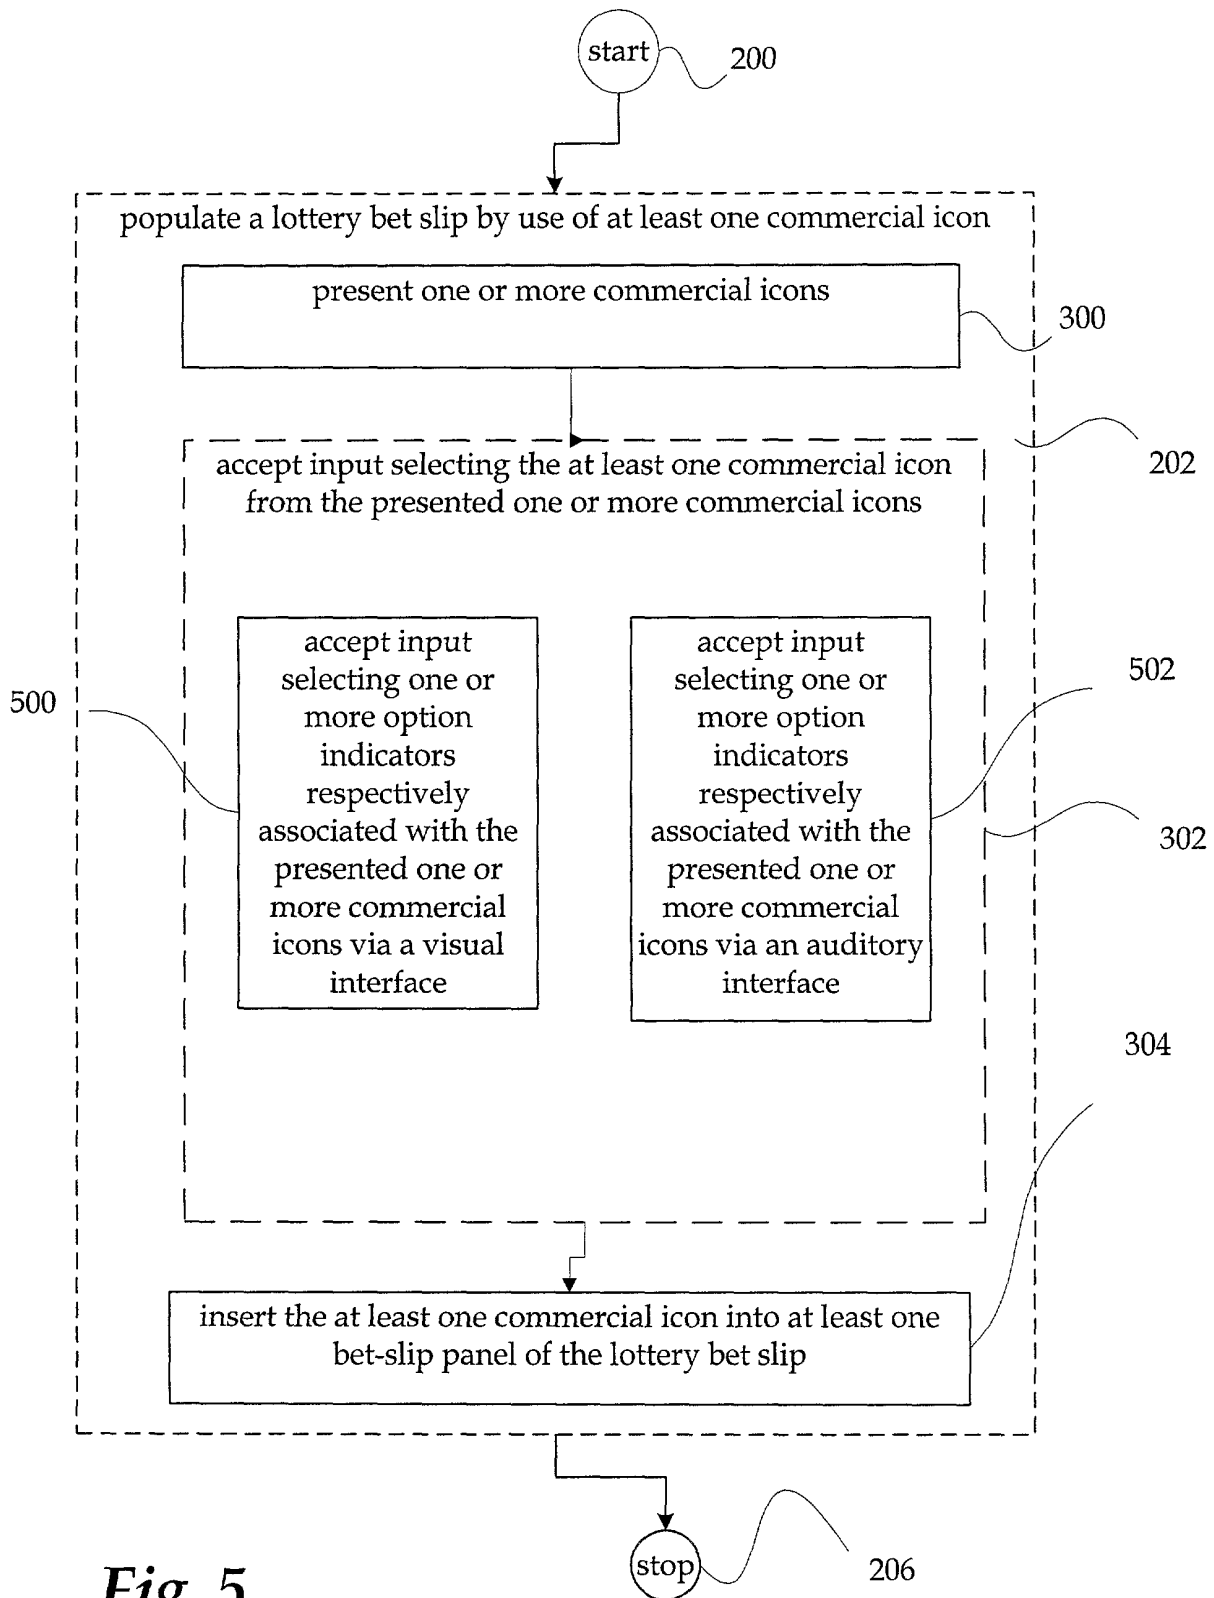 start
200
populate a lottery bet slip by use of at least one commercial icon
present one or more commercial icons
300
accept input selecting the at least one commercial icon
from the presented one or more commercial icons
202
accept input
selecting one or
more option
indicators
respectively
associated with the
presented one or
more commercial
icons via a visual
interface
500
accept input
selecting one or
more option
indicators
respectively
associated with the
presented one or
more commercial
icons via an auditory
interface
502
302
304
insert the at least one commercial icon into at least one
bet-slip panel of the lottery bet slip
stop
206
Fig. 5